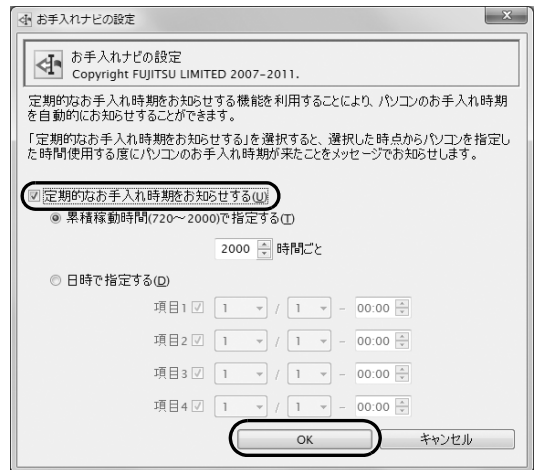 お手入れナビの設定
お手入れナビの設定
Copyright FUJITSU LIMITED 2007-2011.
定期的なお手入れ時期をお知らせする機能を利用することにより、パソコンのお手入れ時期
を自動的にお知らせすることができます。
「定期的なお手入れ時期をお知らせする」を選択すると、選択した時点からパソコンを指定し
た時間使用する度にパソコンのお手入れ時期が来たことをメッセージでお知らせします。
定期的なお手入れ時期をお知らせする(U)
累積稼動時間(720～2000)で指定する(T)
2000 時間ごと
日時で指定する(D)
項目1 1 / 1 - 00:00
項目2 1 / 1 - 00:00
項目3 1 / 1 - 00:00
項目4 1 / 1 - 00:00
OK キャンセル